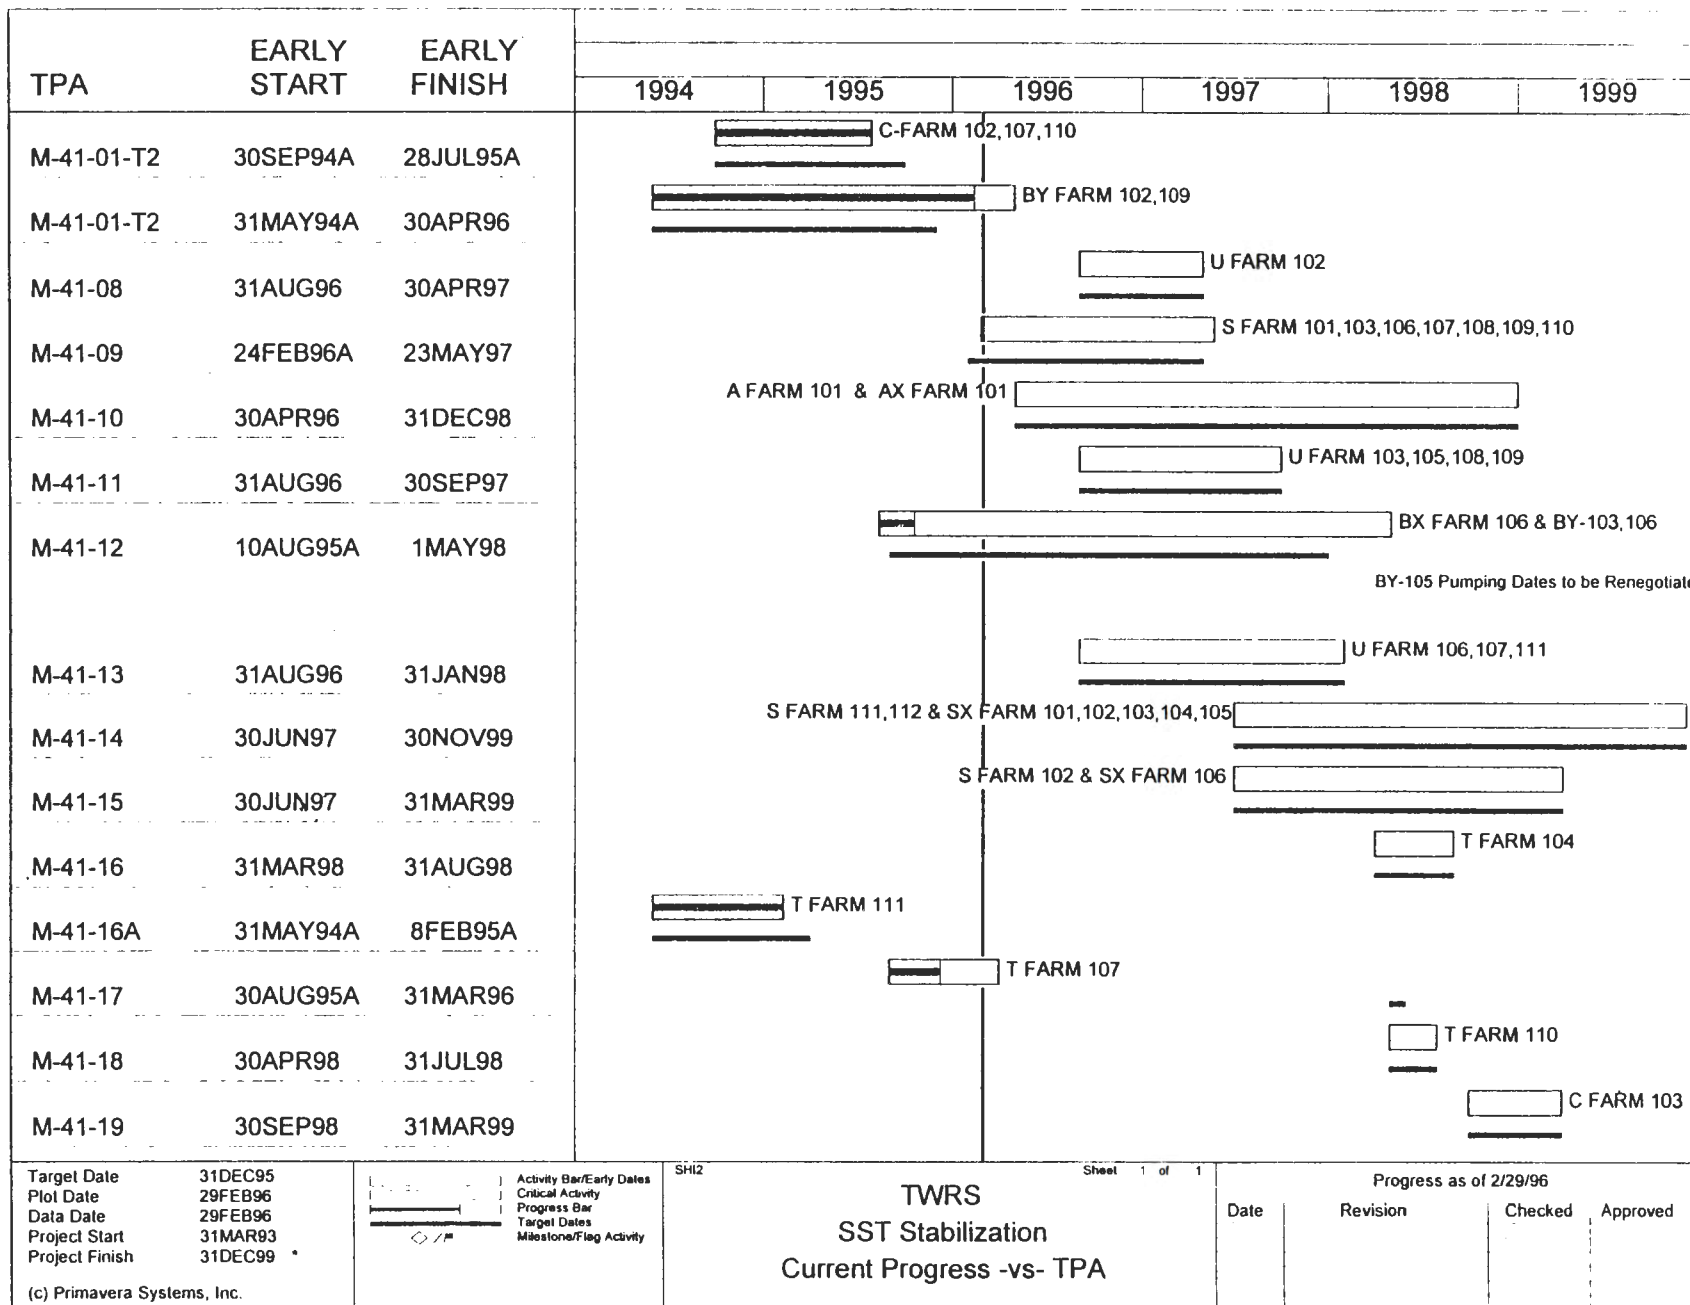 TPA EARLY START EARLY FINISH
1994 1995 1996 1997 1998 1999
C-FARM 102,107,110
M-41-01-T2 30SEP94A 28JUL95A
BY FARM 102,109
M-41-01-T2 31MAY94A 30APR96
U FARM 102
M-41-08 31AUG96 30APR97
S FARM 101,103,106,107,108,109,110
M-41-09 24FEB96A 23MAY97
A FARM 101 & AX FARM 101
M-41-10 30APR96 31DEC98
U FARM 103,105,108,109
M-41-11 31AUG96 30SEP97
BX FARM 106 & BY-103,106
M-41-12 10AUG95A 1MAY98
BY-105 Pumping Dates to be Renegotiate
U FARM 106,107,111
M-41-13 31AUG96 31JAN98
S FARM 111,112 & SX FARM 101,102,103,104,105
M-41-14 30JUN97 30NOV99
S FARM 102 & SX FARM 106
M-41-15 30JUN97 31MAR99
T FARM 104
M-41-16 31MAR98 31AUG98
T FARM 111
M-41-16A 31MAY94A 8FEB95A
T FARM 107
M-41-17 30AUG95A 31MAR96
T FARM 110
M-41-18 30APR98 31JUL98
C FARM 103
M-41-19 30SEP98 31MAR99
Target Date 31DEC95
Plot Date 29FEB96
Data Date 29FEB96
Project Start 31MAR93
Project Finish 31DEC99 *
(c) Primavera Systems, Inc.
Activity Bar/Early Dates
Critical Activity
Progress Bar
Target Dates
Milestone/Flag Activity
SHI2
Sheet 1 of 1
TWRS
SST Stabilization
Current Progress -vs- TPA
Progress as of 2/29/96
Date Revision Checked Approved